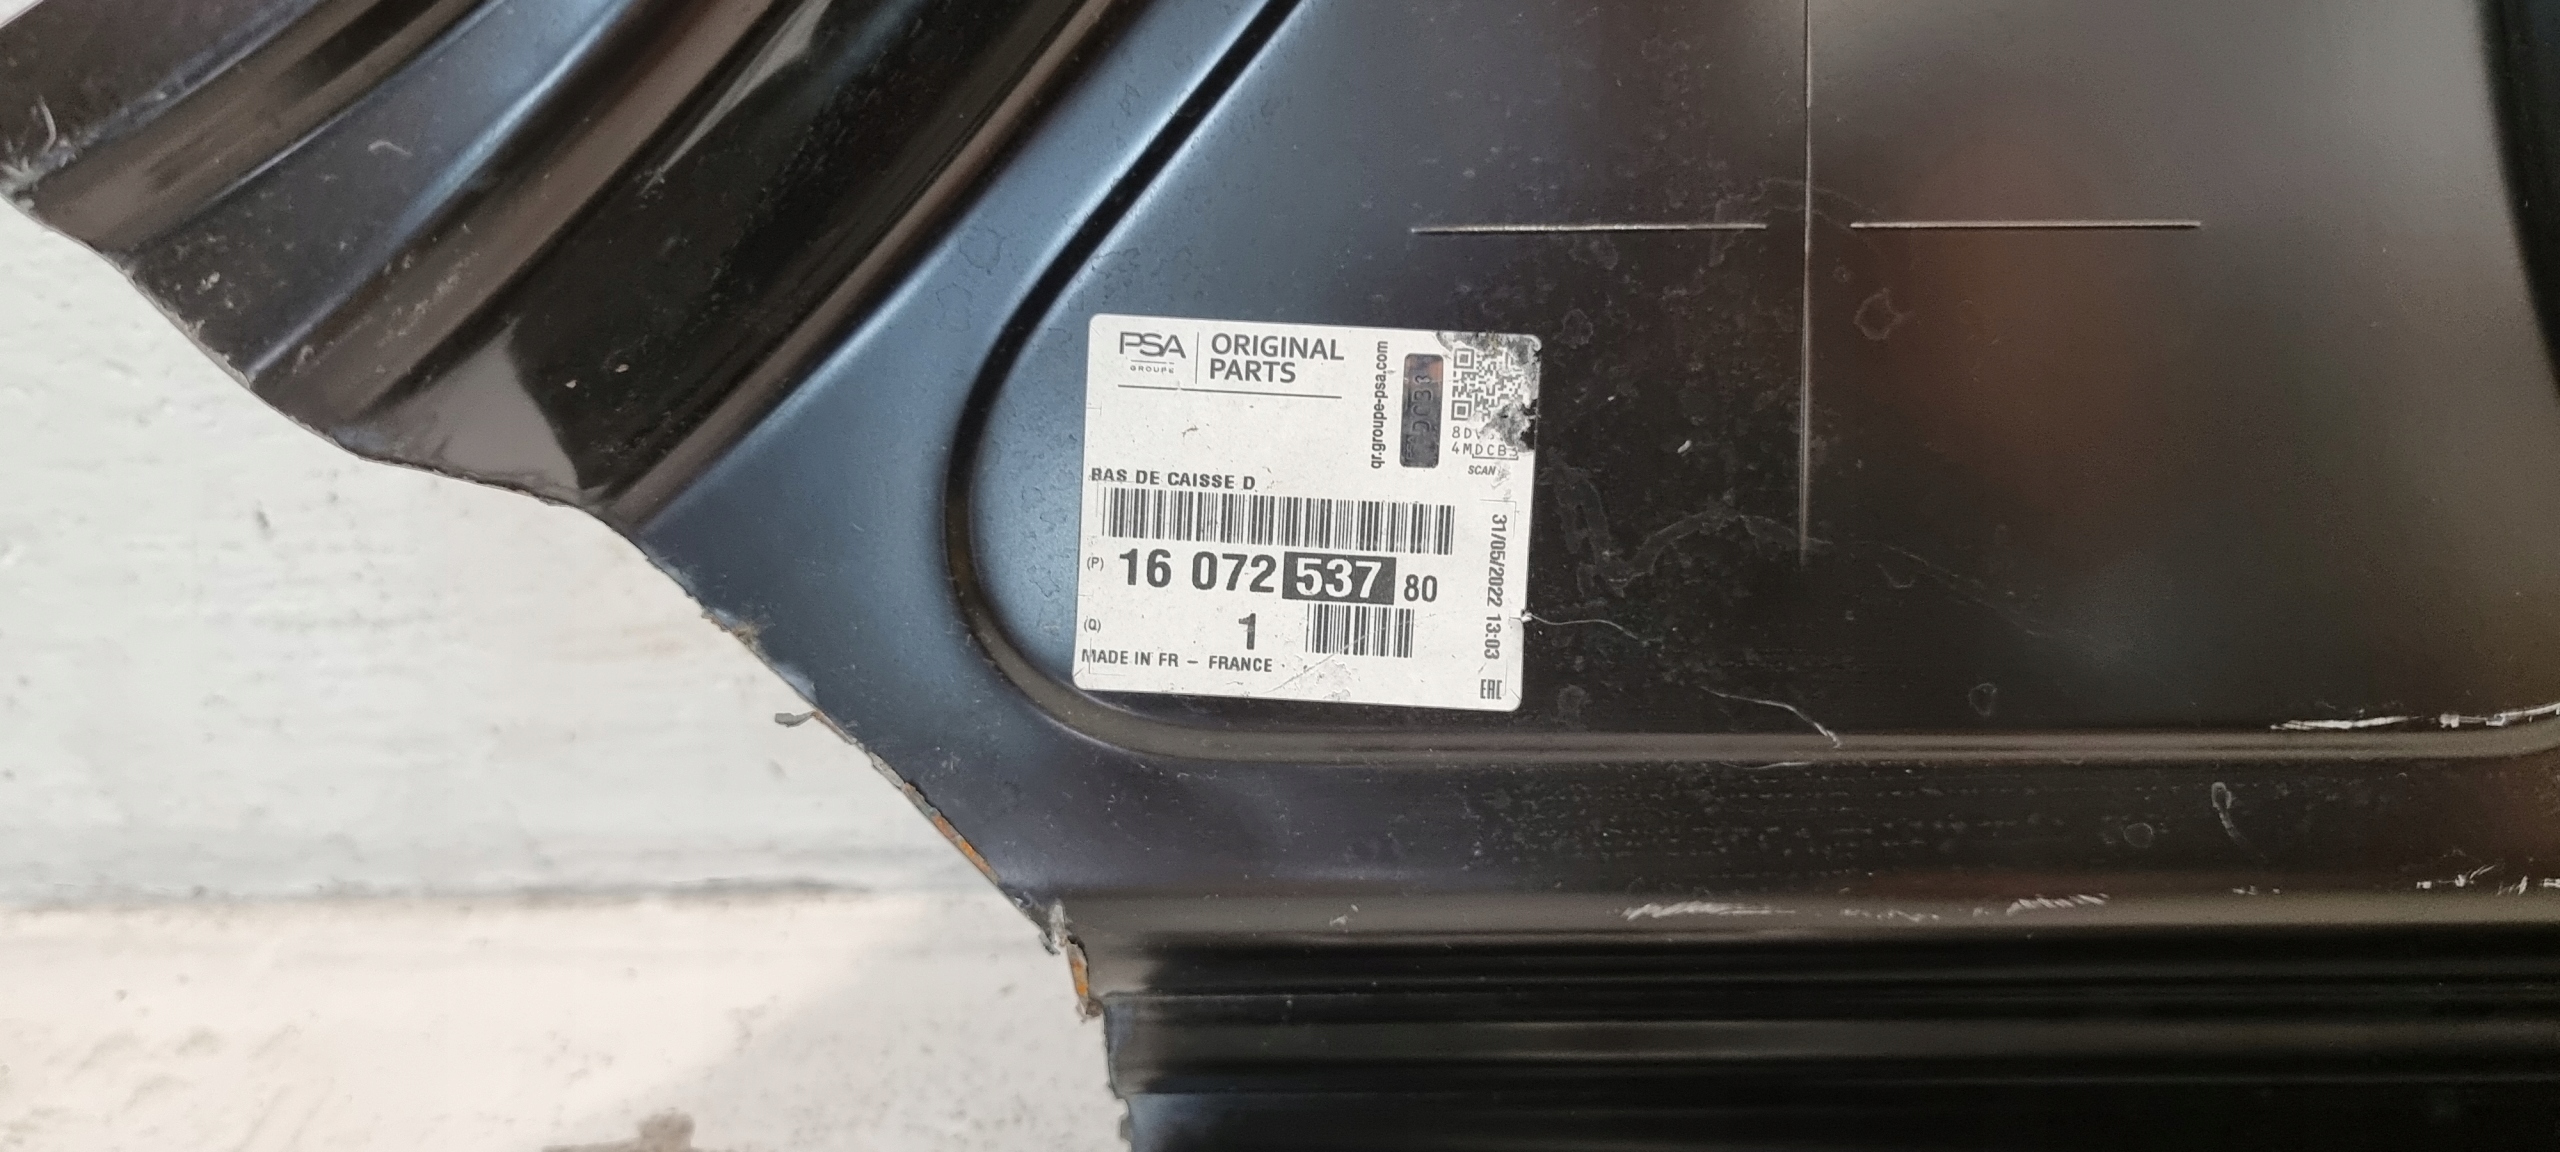 PSA
GROUPE
ORIGINAL
PARTS
qr.groupe-psa.com
4MDCB3
SCAN
BAS DE CAISSE D
(P) 16 072 537 80
(Q) 1
MADE IN FR – FRANCE
31/05/2022 13:03
EAC